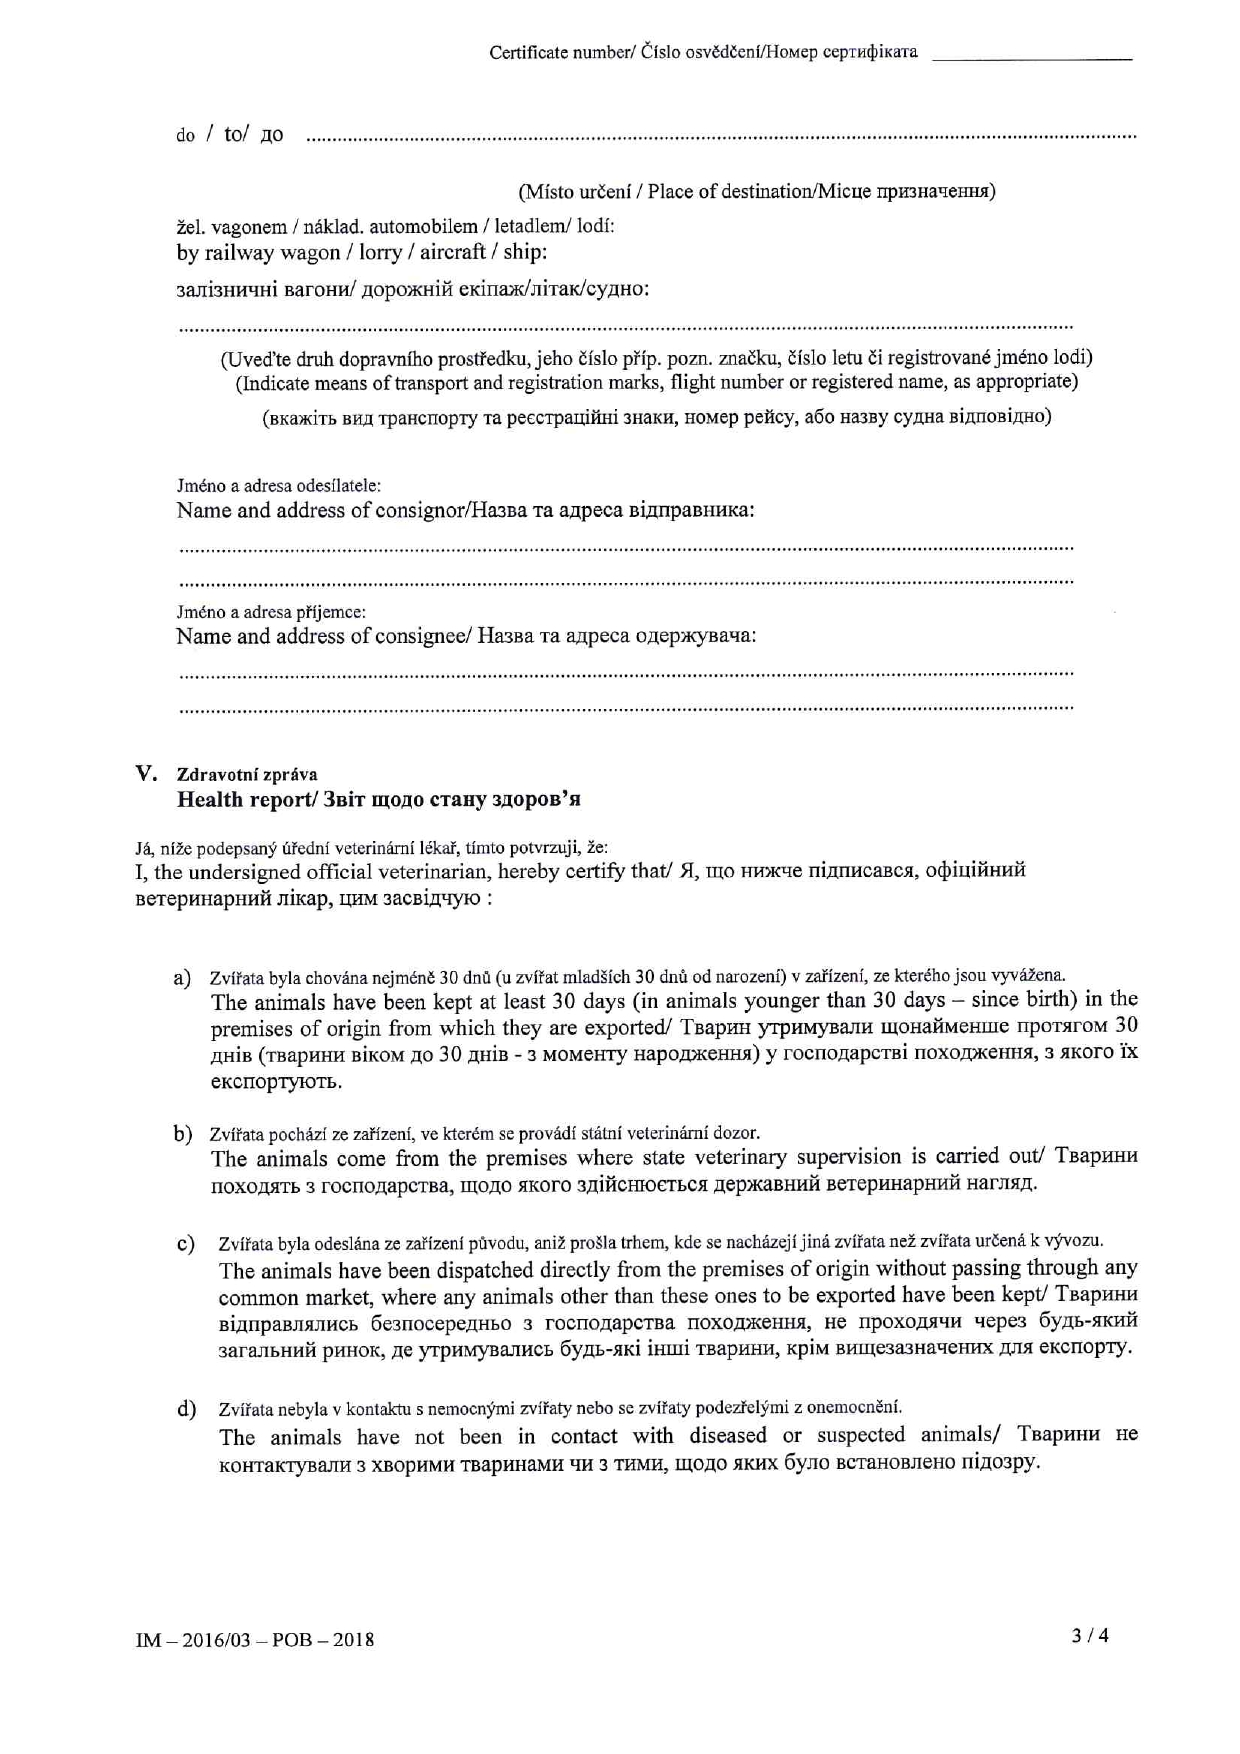 Certificate number/ Číslo osvědčení/Номер сертифіката ____________________
do / to/ до ........................................................................................................................
(Místo určení / Place of destination/Місце призначення)
žel. vagonem / náklad. automobilem / letadlem/ lodí:
by railway wagon / lorry / aircraft / ship:
залізничні вагони/ дорожній екіпаж/літак/судно:
........................................................................................................................
(Uveďte druh dopravního prostředku, jeho číslo příp. pozn. značku, číslo letu či registrované jméno lodi)
(Indicate means of transport and registration marks, flight number or registered name, as appropriate)
(вкажіть вид транспорту та реєстраційні знаки, номер рейсу, або назву судна відповідно)
Jméno a adresa odesílatele:
Name and address of consignor/Назва та адреса відправника:
........................................................................................................................
........................................................................................................................
Jméno a adresa příjemce:
Name and address of consignee/ Назва та адреса одержувача:
........................................................................................................................
........................................................................................................................
V. Zdravotní zpráva
Health report/ Звіт щодо стану здоров’я
Já, níže podepsaný úřední veterinární lékař, tímto potvrzuji, že:
I, the undersigned official veterinarian, hereby certify that/ Я, що нижче підписався, офіційний
ветеринарний лікар, цим засвідчую :
a) Zvířata byla chována nejméně 30 dnů (u zvířat mladších 30 dnů od narození) v zařízení, ze kterého jsou vyvážena.
The animals have been kept at least 30 days (in animals younger than 30 days – since birth) in the
premises of origin from which they are exported/ Тварин утримували щонайменше протягом 30
днів (тварини віком до 30 днів - з моменту народження) у господарстві походження, з якого їх
експортують.
b) Zvířata pochází ze zařízení, ve kterém se provádí státní veterinární dozor.
The animals come from the premises where state veterinary supervision is carried out/ Тварини
походять з господарства, щодо якого здійснюється державний ветеринарний нагляд.
c) Zvířata byla odeslána ze zařízení původu, aniž prošla trhem, kde se nacházejí jiná zvířata než zvířata určená k vývozu.
The animals have been dispatched directly from the premises of origin without passing through any
common market, where any animals other than these ones to be exported have been kept/ Тварини
відправлялись безпосередньо з господарства походження, не проходячи через будь-який
загальний ринок, де утримувались будь-які інші тварини, крім вищезазначених для експорту.
d) Zvířata nebyla v kontaktu s nemocnými zvířaty nebo se zvířaty podezřelými z onemocnění.
The animals have not been in contact with diseased or suspected animals/ Тварини не
контактували з хворими тваринами чи з тими, щодо яких було встановлено підозру.
IM – 2016/03 – POB – 2018 3 / 4